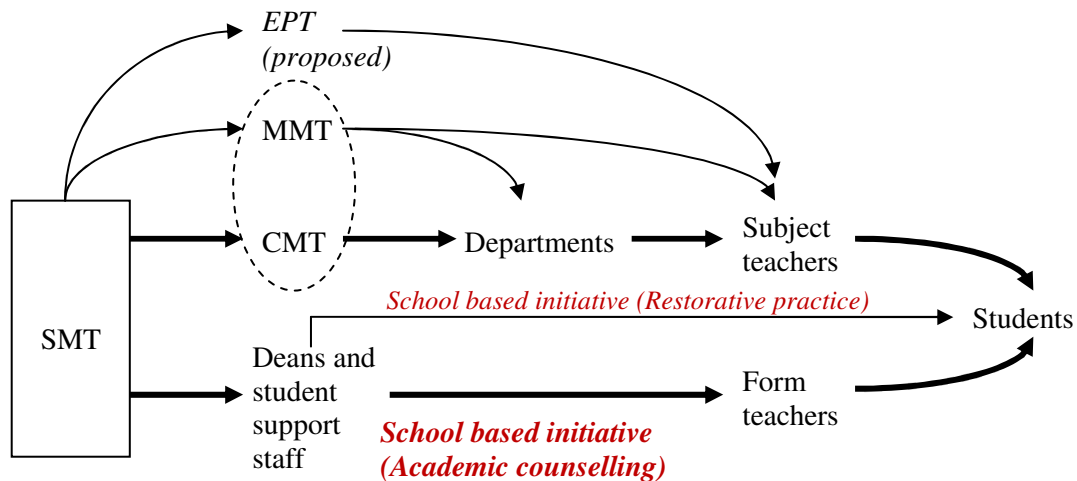 EPT
(proposed)
MMT
CMT
Departments
Subject
teachers
School based initiative (Restorative practice)
Students
SMT
Deans and
student
support
staff
Form
teachers
School based initiative
(Academic counselling)